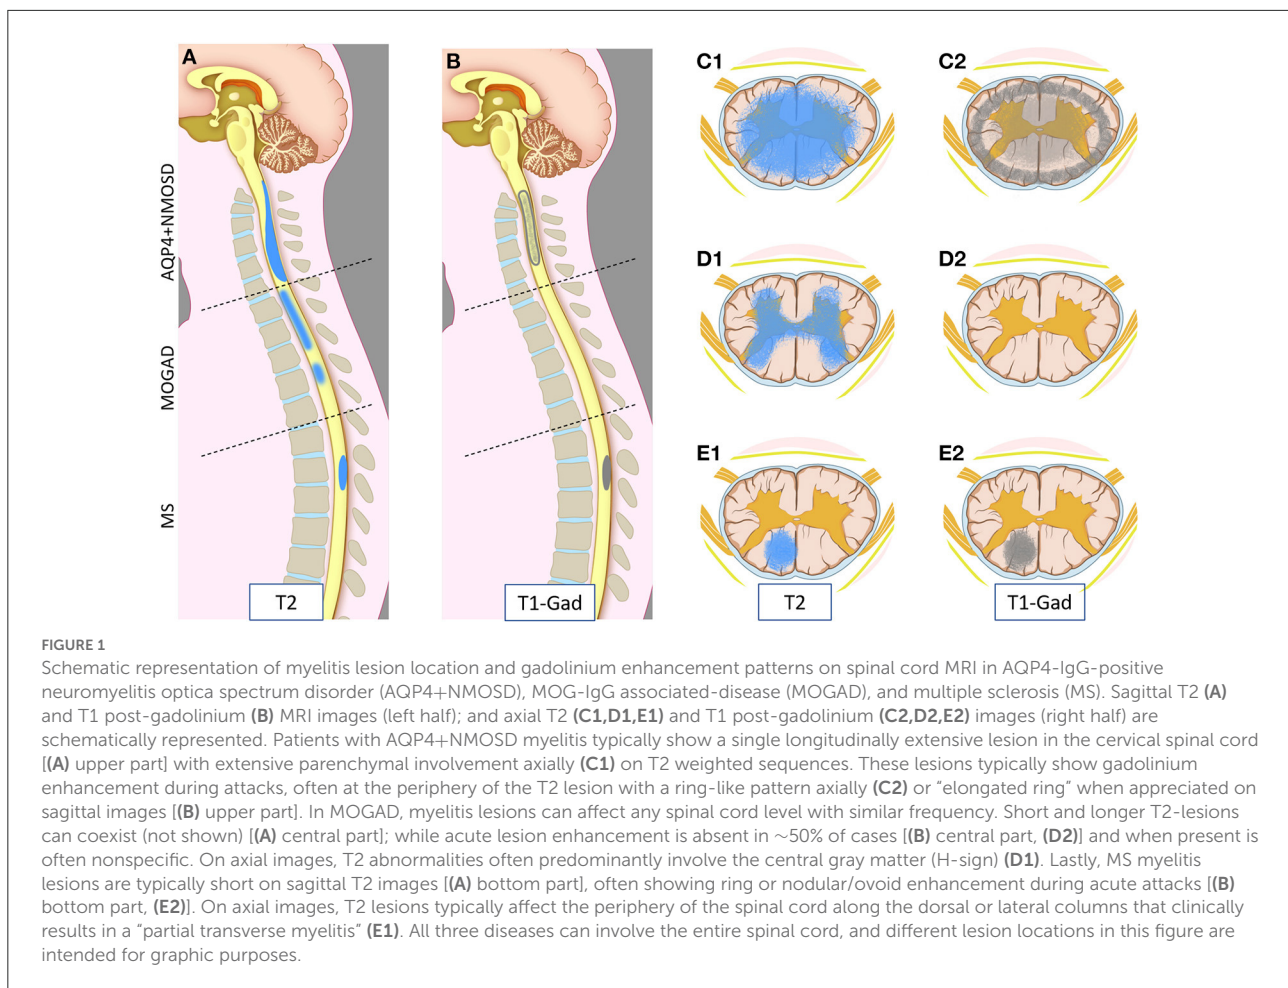 A
B
C1
C2
AQP4+NMOSD
D1
D2
MOGAD
E1
E2
MS
T2
T1-Gad
T2
T1-Gad
FIGURE 1
Schematic representation of myelitis lesion location and gadolinium enhancement patterns on spinal cord MRI in AQP4-IgG-positive
neuromyelitis optica spectrum disorder (AQP4+NMOSD), MOG-IgG associated-disease (MOGAD), and multiple sclerosis (MS). Sagittal T2 (A)
and T1 post-gadolinium (B) MRI images (left half); and axial T2 (C1,D1,E1) and T1 post-gadolinium (C2,D2,E2) images (right half) are
schematically represented. Patients with AQP4+NMOSD myelitis typically show a single longitudinally extensive lesion in the cervical spinal cord
[(A) upper part] with extensive parenchymal involvement axially (C1) on T2 weighted sequences. These lesions typically show gadolinium
enhancement during attacks, often at the periphery of the T2 lesion with a ring-like pattern axially (C2) or “elongated ring” when appreciated on
sagittal images [(B) upper part]. In MOGAD, myelitis lesions can affect any spinal cord level with similar frequency. Short and longer T2-lesions
can coexist (not shown) [(A) central part]; while acute lesion enhancement is absent in ~50% of cases [(B) central part, (D2)] and when present is
often nonspecific. On axial images, T2 abnormalities often predominantly involve the central gray matter (H-sign) (D1). Lastly, MS myelitis
lesions are typically short on sagittal T2 images [(A) bottom part], often showing ring or nodular/ovoid enhancement during acute attacks [(B)
bottom part, (E2)]. On axial images, T2 lesions typically affect the periphery of the spinal cord along the dorsal or lateral columns that clinically
results in a “partial transverse myelitis” (E1). All three diseases can involve the entire spinal cord, and different lesion locations in this figure are
intended for graphic purposes.